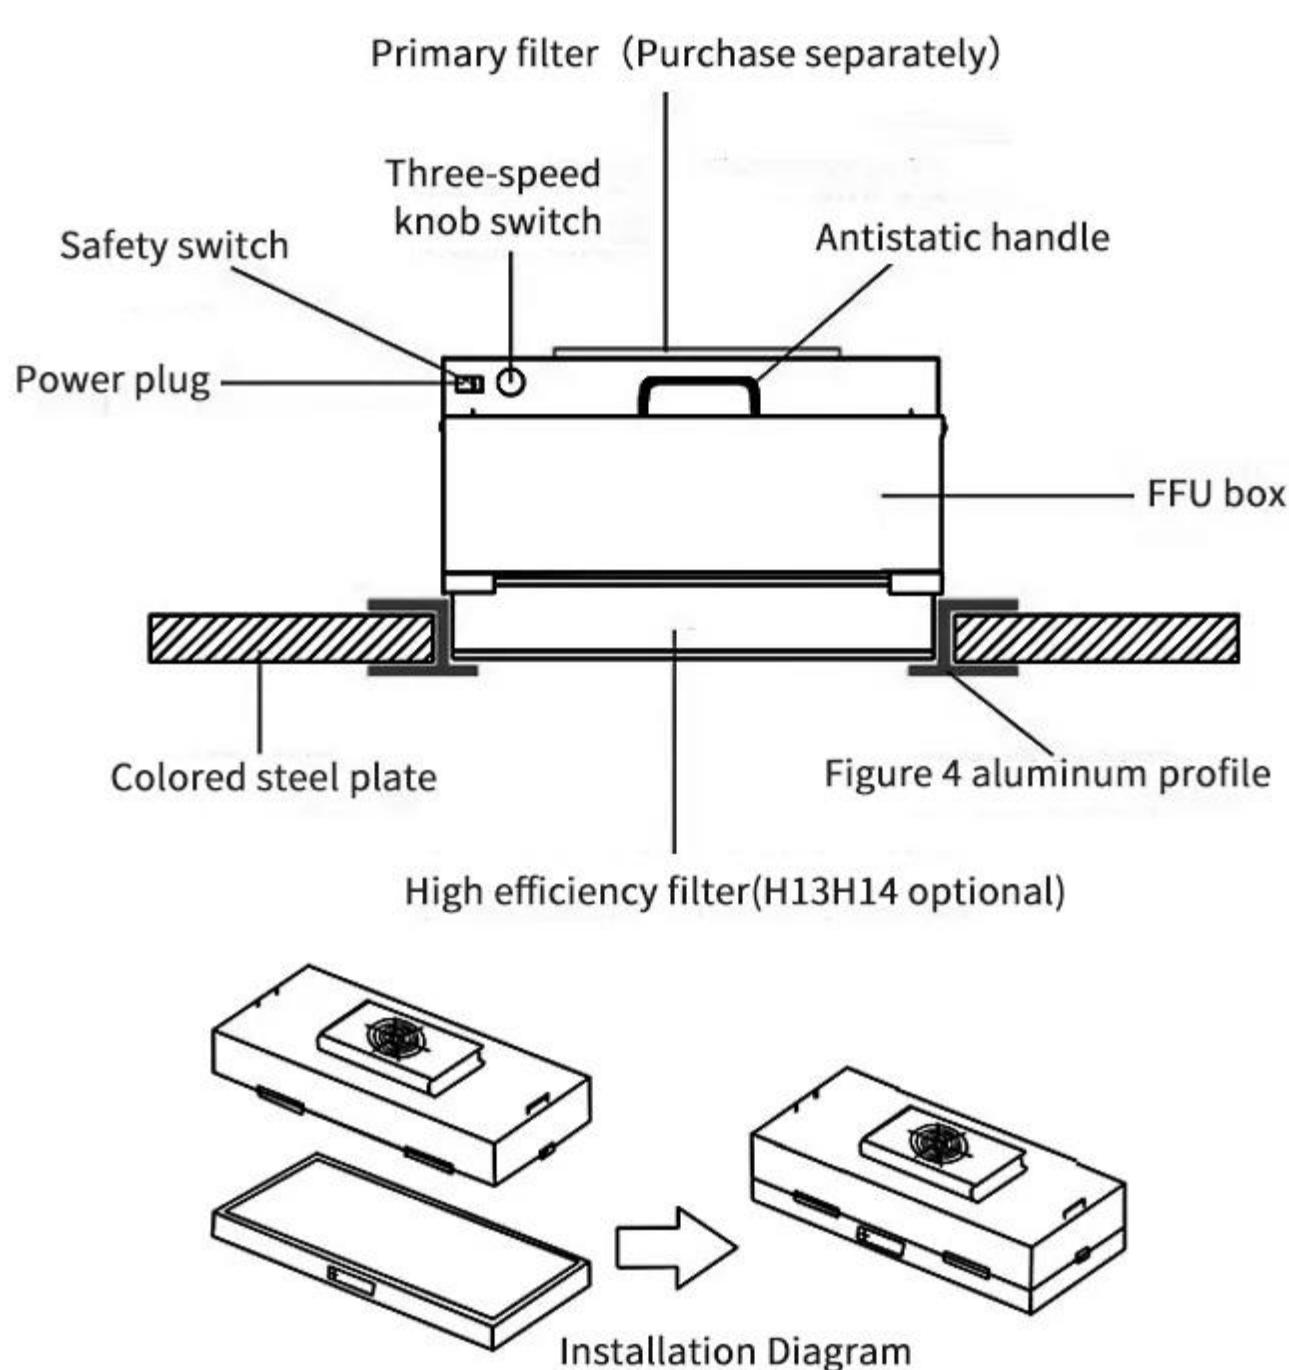 Primary filter（Purchase separately）
Three-speed
knob switch
Safety switch
Antistatic handle
Power plug
FFU box
Colored steel plate
Figure 4 aluminum profile
High efficiency filter(H13H14 optional)
Installation Diagram